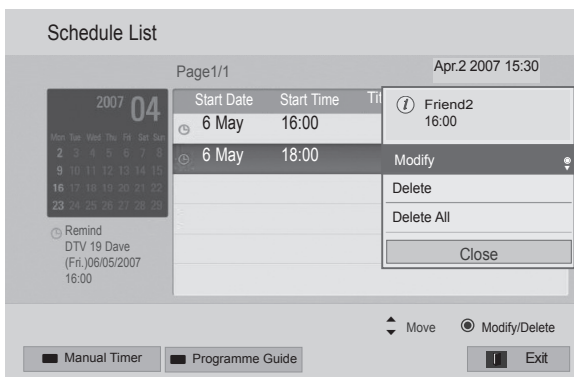 Schedule List
Page1/1
Apr.2 2007 15:30
2007 04
Mon Tue Wed Thu Fri Sat Sun
2 3 4 5 6 7 8
9 10 11 12 13 14 15
16 17 18 19 20 21 22
23 24 25 26 27 28 29
Remind
DTV 19 Dave
(Fri.)06/05/2007
16:00
Start Date Start Time
6 May 16:00
6 May 18:00
Friend2
16:00
Modify
Delete
Delete All
Close
Move Modify/Delete
Manual Timer Programme Guide Exit